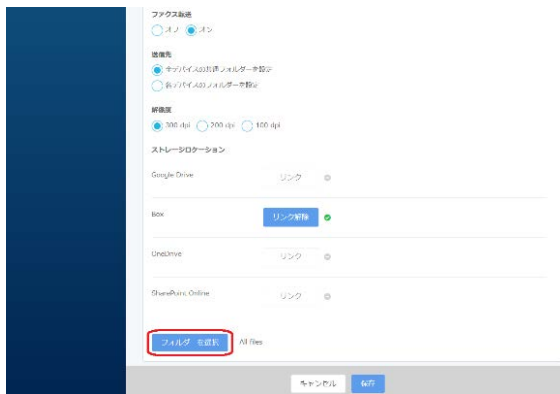 ファクス転送
オフ オン
送信先
全デバイスの共通フォルダーを設定
各デバイスのフォルダーを設定
解像度
300 dpi 200 dpi 100 dpi
ストレージロケーション
Google Drive リンク
Box リンク解除
OneDrive リンク
SharePoint Online リンク
フォルダーを選択 All files
キャンセル 保存